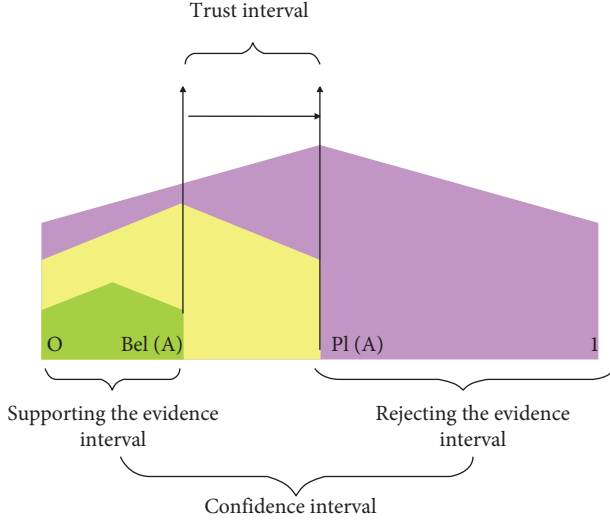 Trust interval
O Bel (A) Pl (A) 1
Supporting the evidence
interval
Rejecting the evidence
interval
Confidence interval